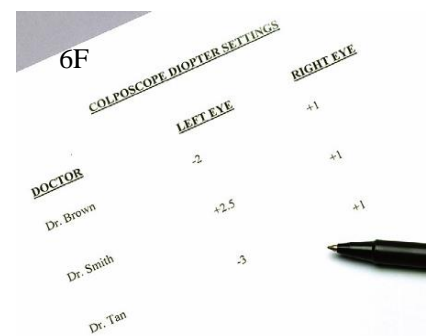 6F
COLPOSCOPE DIOPTER SETTINGS
DOCTOR LEFT EYE RIGHT EYE
Dr. Brown -2 +1
Dr. Smith +2.5 +1
Dr. Tan -3 +1